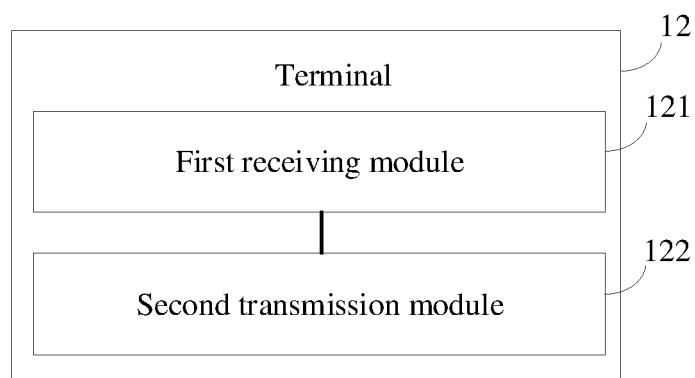 12
Terminal
121
First receiving module
122
Second transmission module